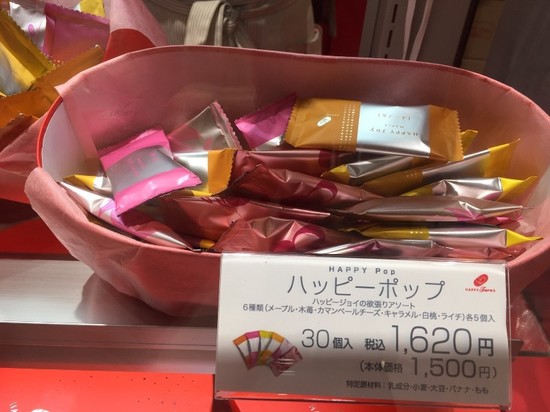 HAPPY JOY
HAPPY Pop
ハッピーポップ
ハッピージョイの欲張りアソート
6種類(メープル・木苺・カマンベールチーズ・キャラメル・白桃・ライチ)各5個入
30個入 税込 1,620円
(本体価格 1,500円)
特定原材料:乳成分・小麦・大豆・バナナ・もも